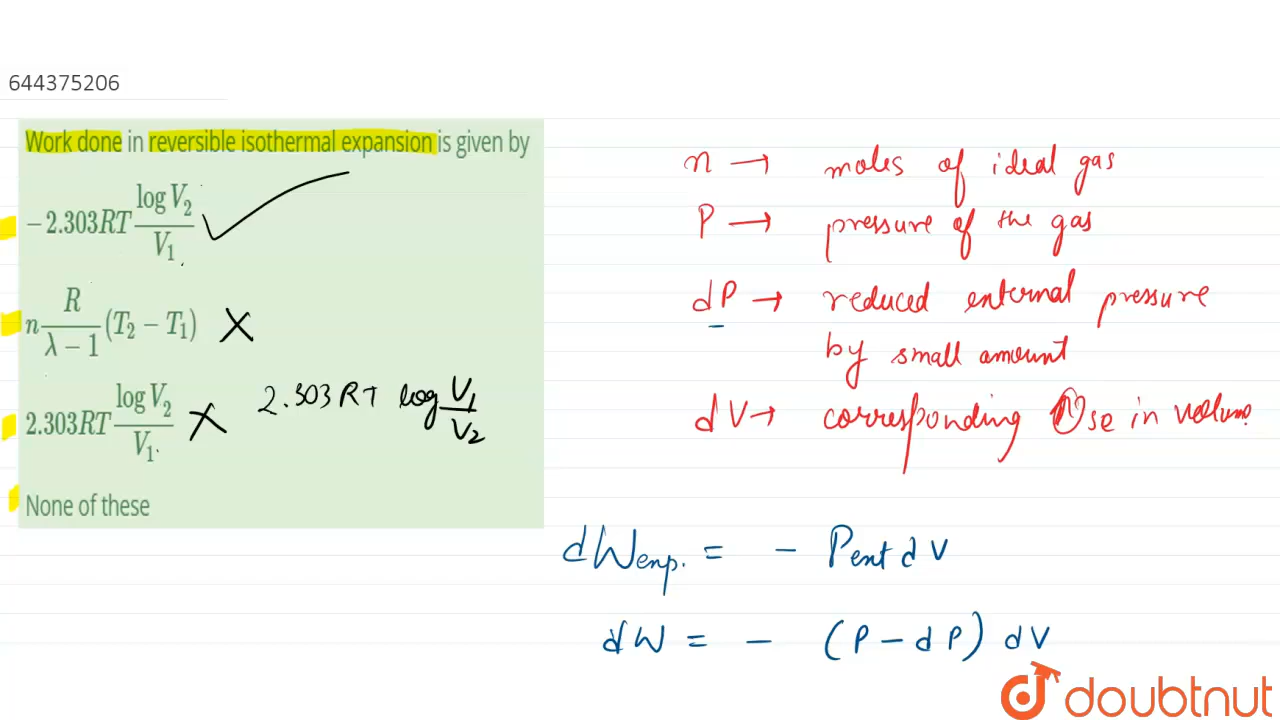 644375206
Work done in reversible isothermal expansion is given by
−2.303RT log V₂ / V₁
n R / λ − 1 (T₂ − T₁)
2.303RT log V₂ / V₁
2.303 RT log V₁ / V₂
None of these
n → moles of ideal gas
P → pressure of the gas
dP → reduced external pressure
by small amount
dV → corresponding ↑se in volume
dWexp. = − Pext dV
dW = − (P − dP) dV
doubtnut